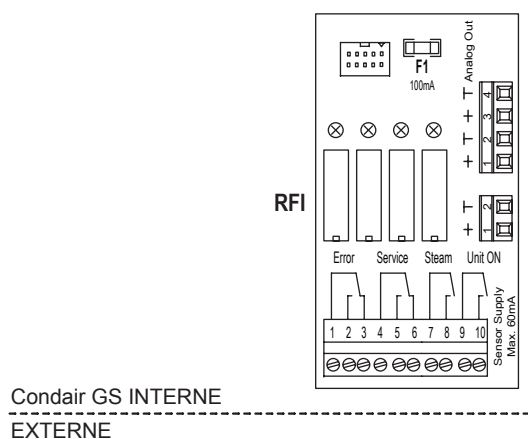 Analog Out
F1
100mA
4
+
3
2
+
1
RFI
2
+
1
Error Service Steam Unit ON
1 2 3 4 5 6 7 8 9 10
Sensor Supply
Max. 60mA
Condair GS INTERNE
EXTERNE